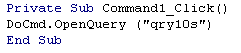 Private Sub Command1_Click()
DoCmd.OpenQuery ("qry10s")
End Sub